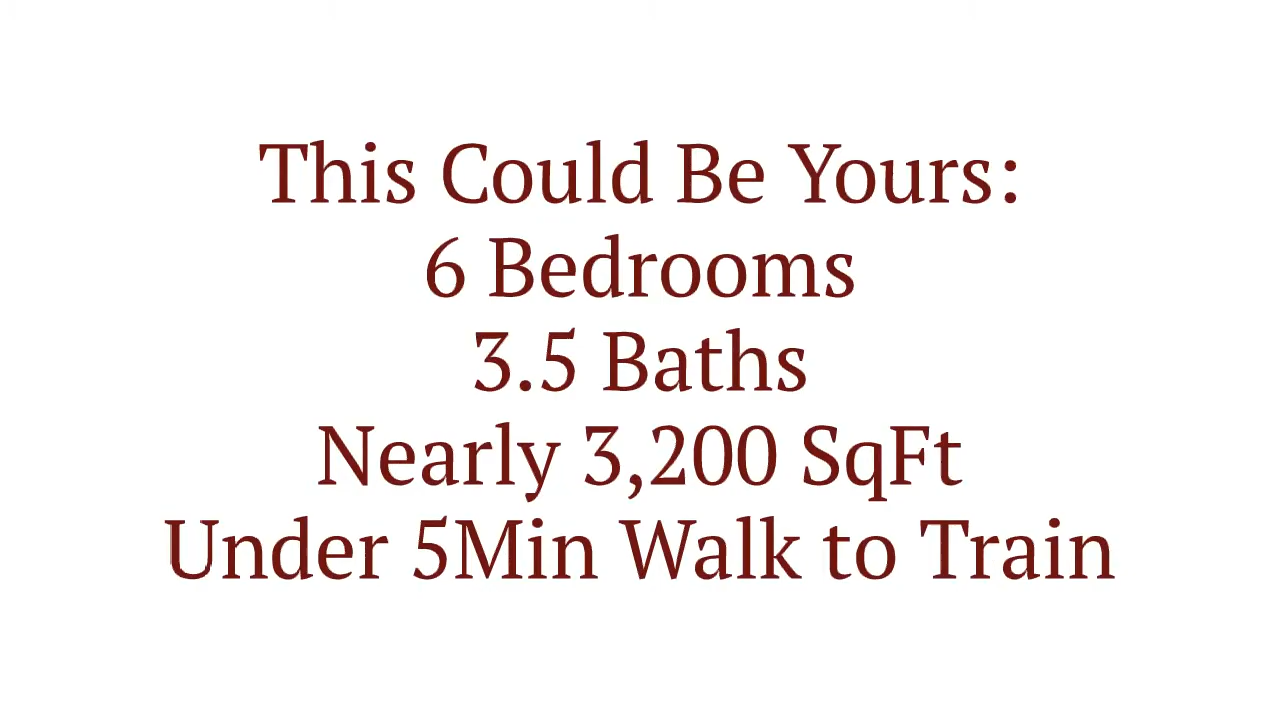 This Could Be Yours:
6 Bedrooms
3.5 Baths
Nearly 3,200 SqFt
Under 5Min Walk to Train